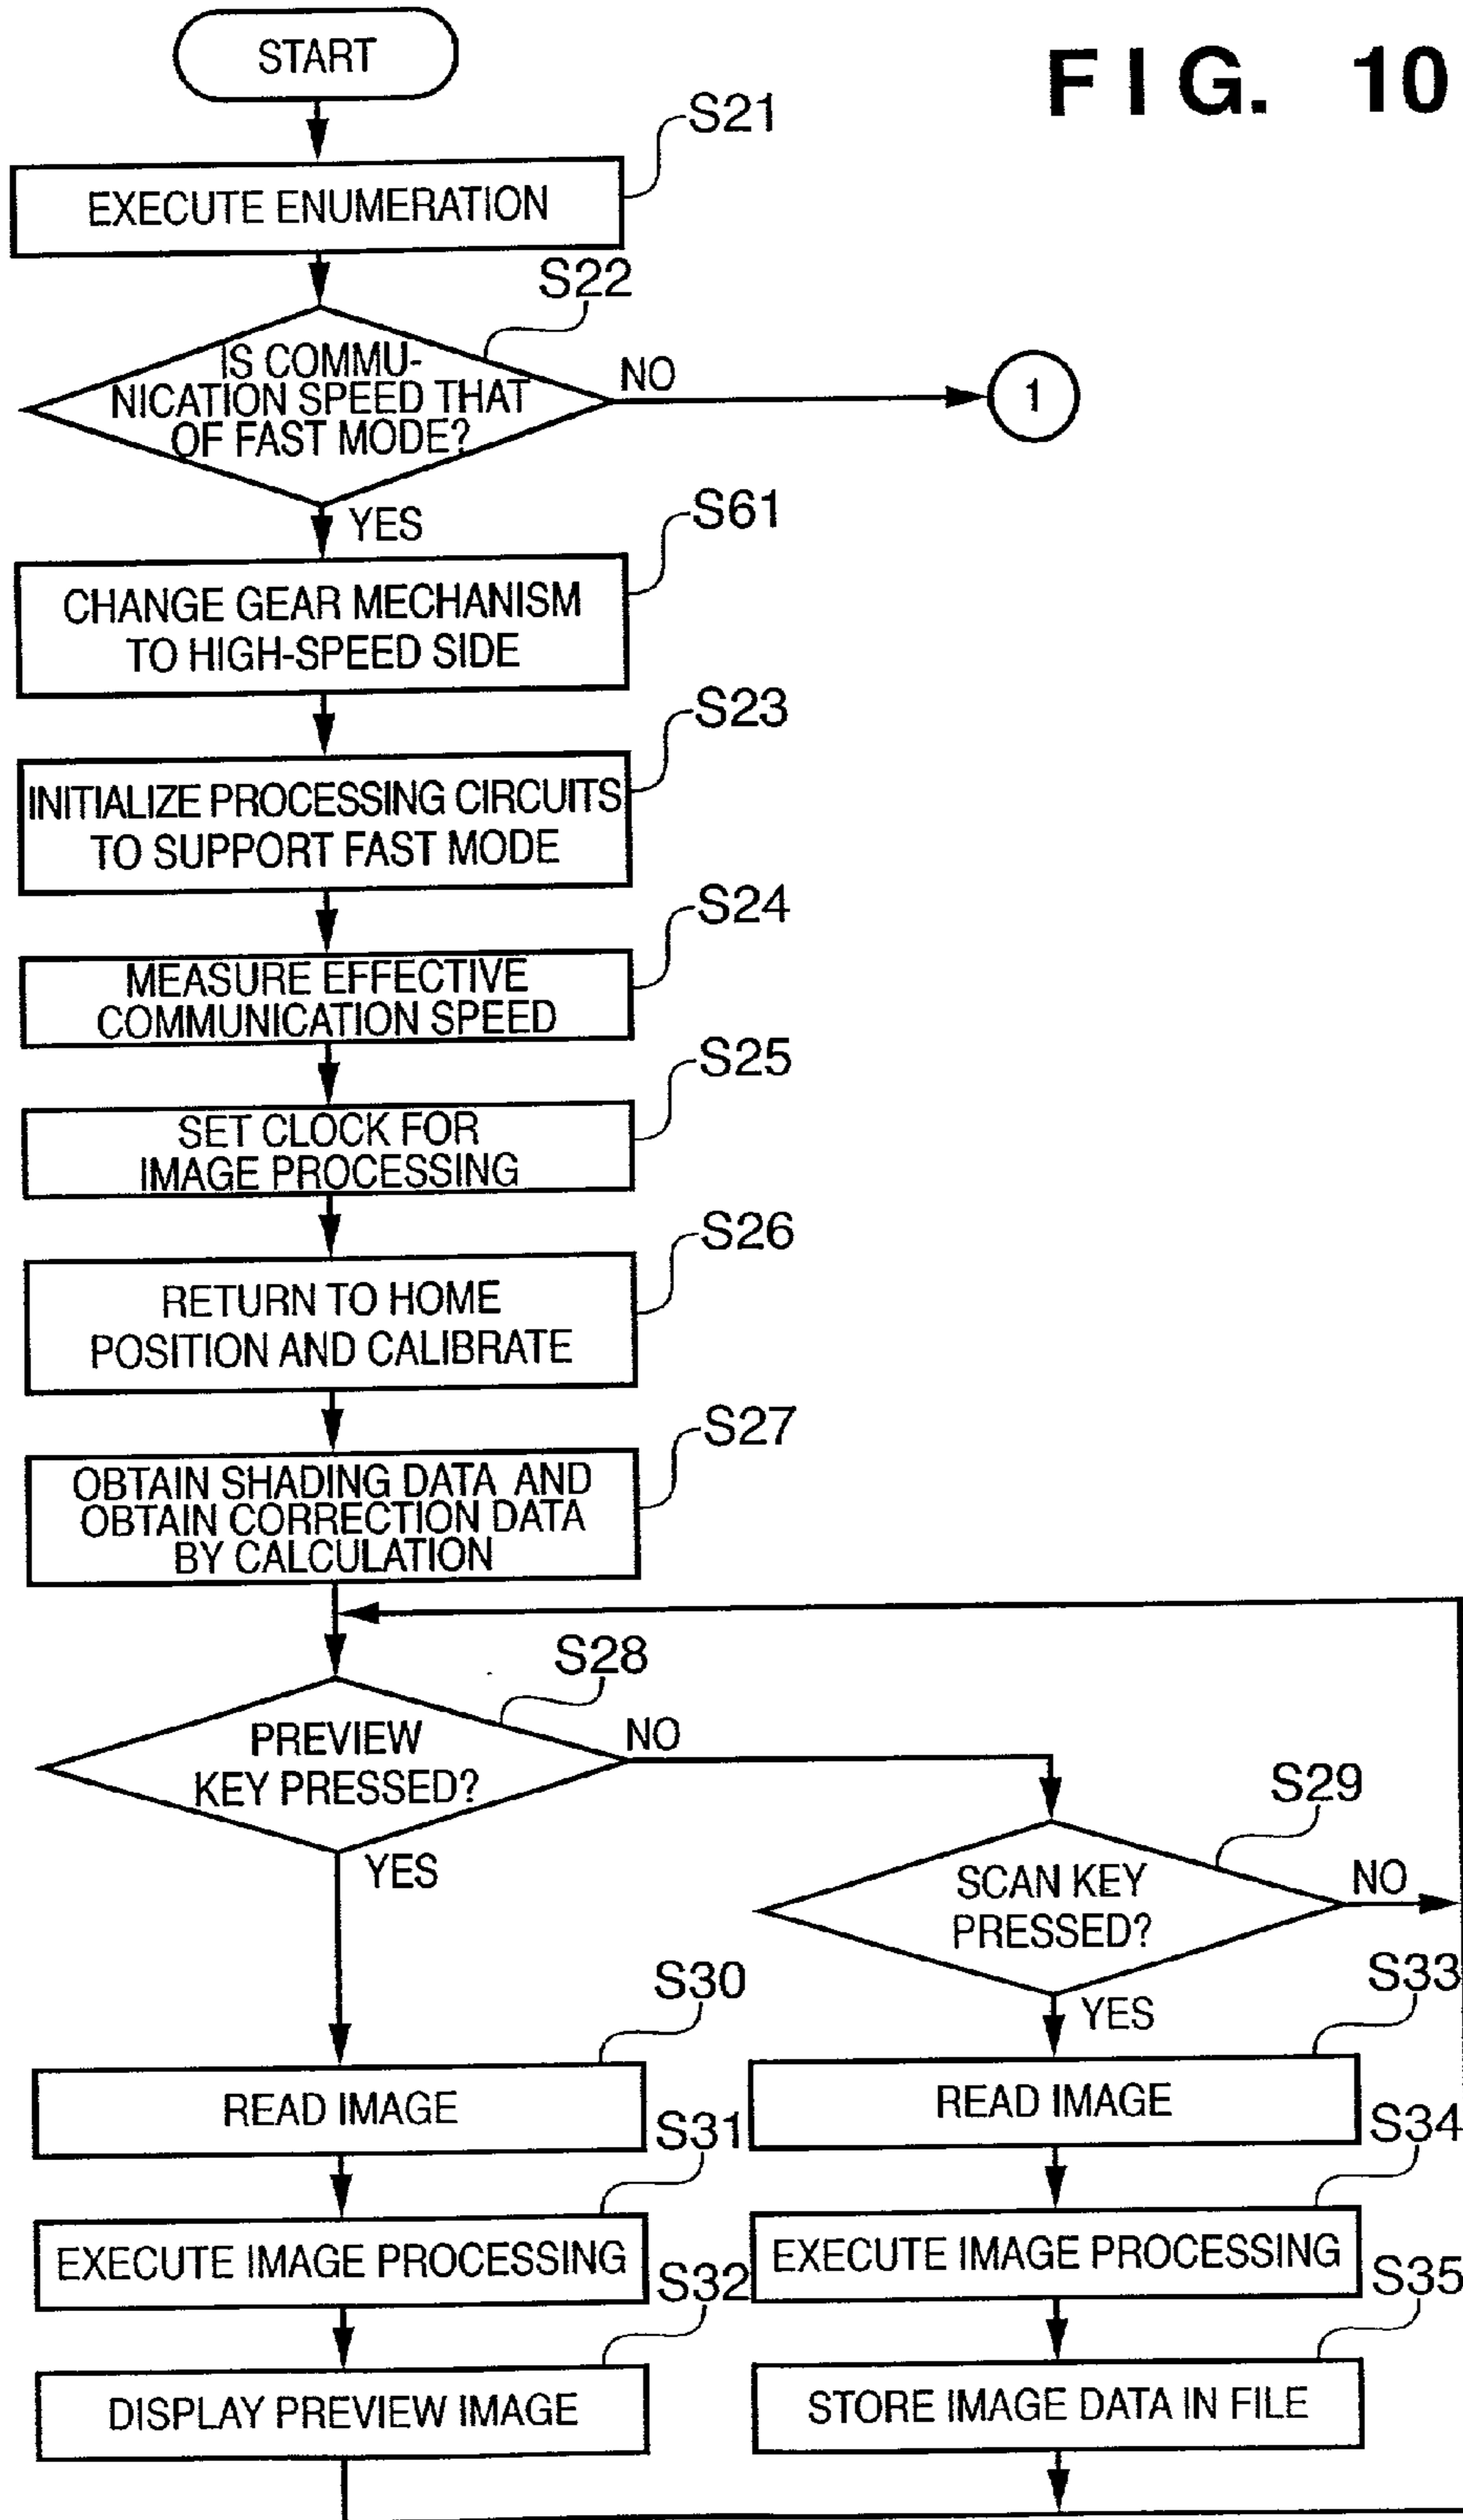 FIG. 10
START
S21
EXECUTE ENUMERATION
S22
IS COMMU-
NICATION SPEED THAT
OF FAST MODE?
NO
1
YES
S61
CHANGE GEAR MECHANISM
TO HIGH-SPEED SIDE
S23
INITIALIZE PROCESSING CIRCUITS
TO SUPPORT FAST MODE
S24
MEASURE EFFECTIVE
COMMUNICATION SPEED
S25
SET CLOCK FOR
IMAGE PROCESSING
S26
RETURN TO HOME
POSITION AND CALIBRATE
S27
OBTAIN SHADING DATA AND
OBTAIN CORRECTION DATA
BY CALCULATION
S28
PREVIEW
KEY PRESSED?
NO
YES
S29
SCAN KEY
PRESSED?
NO
YES
S30
READ IMAGE
S33
READ IMAGE
S31
EXECUTE IMAGE PROCESSING
S34
EXECUTE IMAGE PROCESSING
S32
DISPLAY PREVIEW IMAGE
S35
STORE IMAGE DATA IN FILE